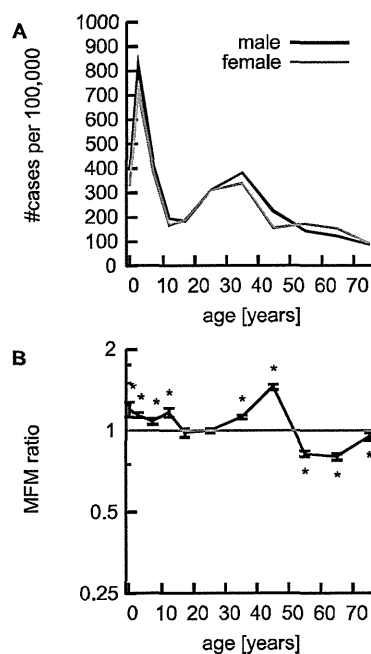 A
1000
900
800
700
600
500
400
300
200
100
0
#cases per 100,000
male
female
0 10 20 30 40 50 60 70
age [years]
B
2
1
0.5
0.25
MFM ratio
* * * * * * * * *
0 10 20 30 40 50 60 70
age [years]